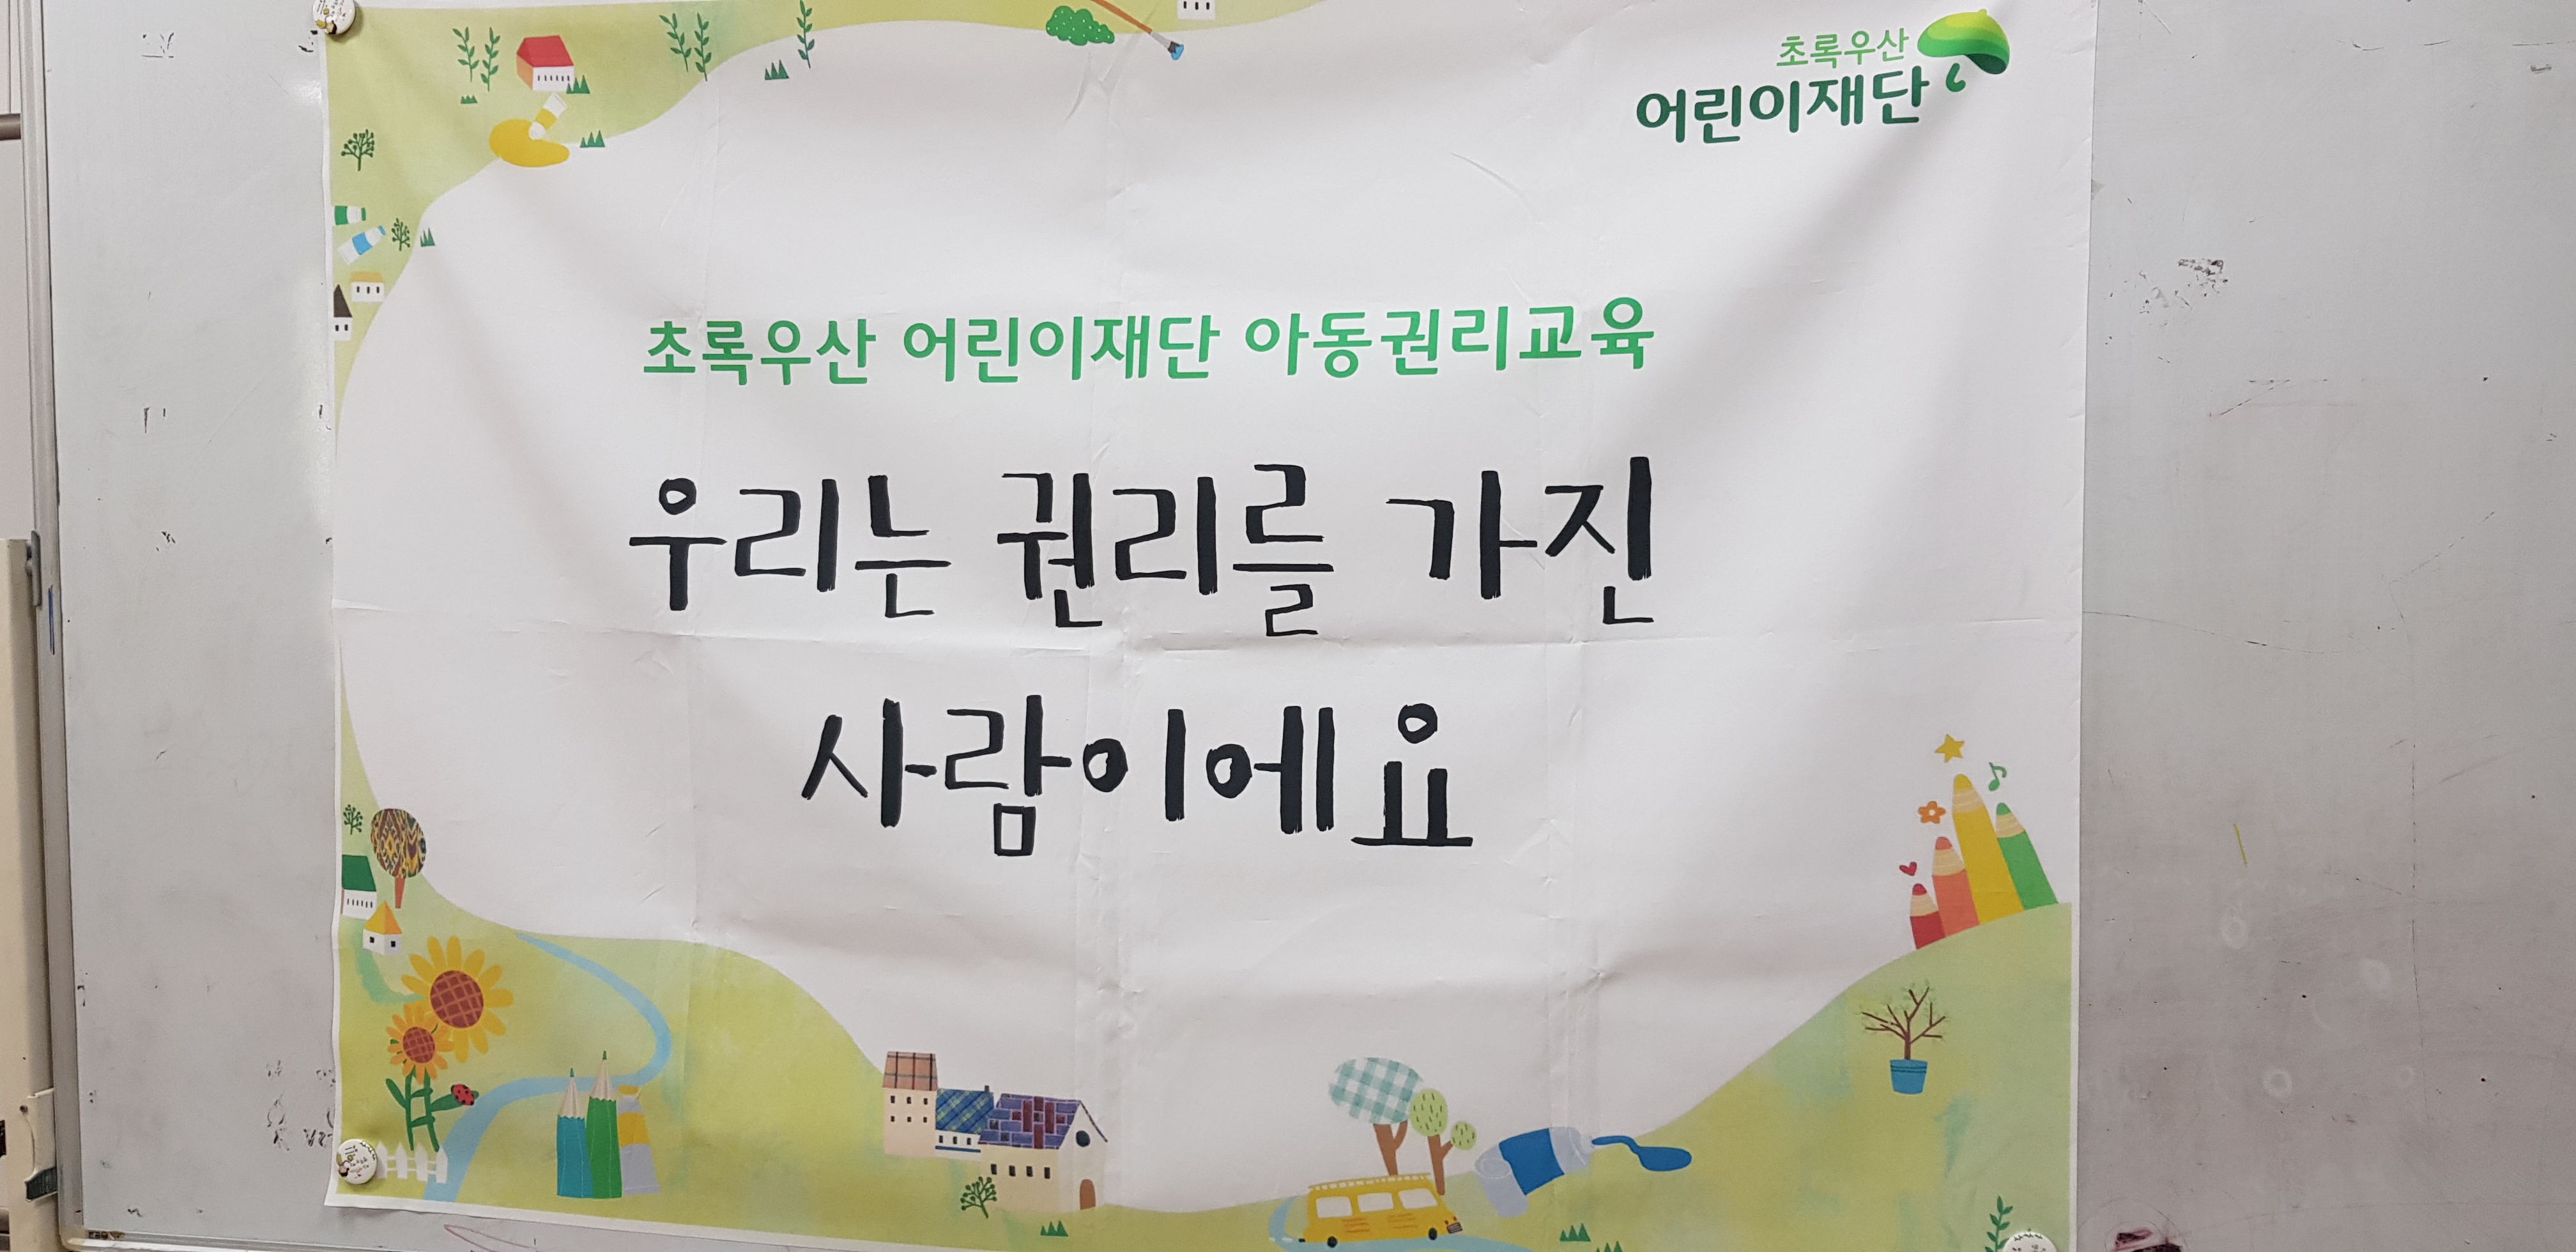 초록우산
어린이재단
초록우산 어린이재단 아동권리교육
우리는 권리를 가진
사람이에요